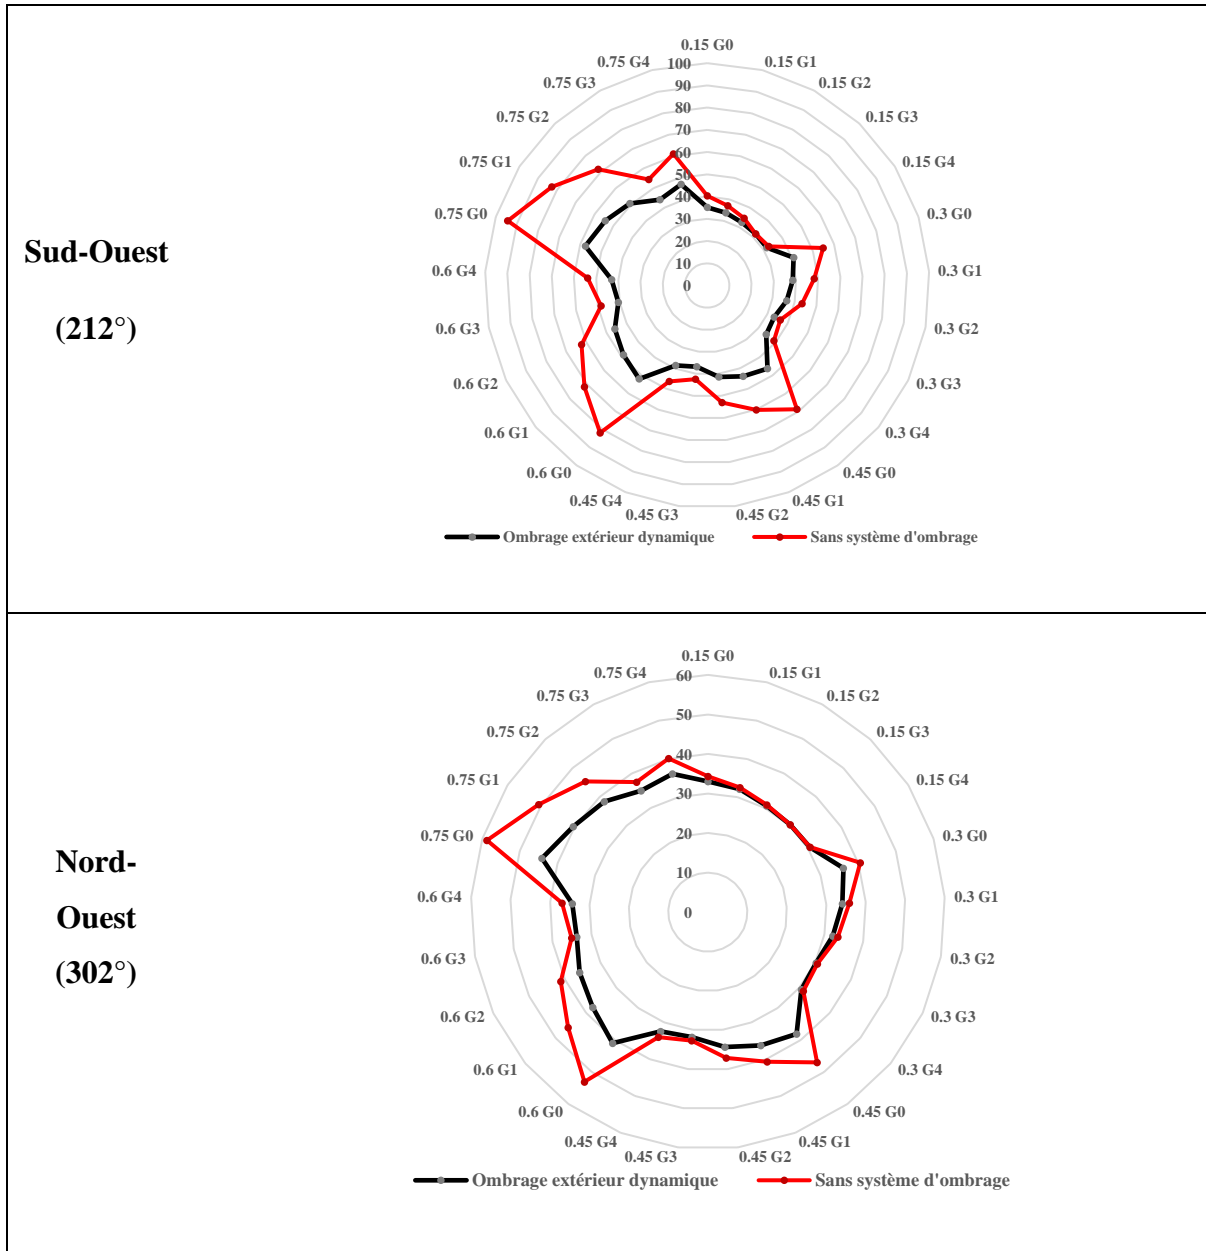 Sud-Ouest
(212°)
0.15 G0
0.15 G1
0.15 G2
0.15 G3
0.15 G4
0.3 G0
0.3 G1
0.3 G2
0.3 G3
0.3 G4
0.45 G0
0.45 G1
0.45 G2
0.45 G3
0.45 G4
0.6 G0
0.6 G1
0.6 G2
0.6 G3
0.6 G4
0.75 G0
0.75 G1
0.75 G2
0.75 G3
0.75 G4
100
90
80
70
60
50
40
30
20
10
0
Ombrage extérieur dynamique
Sans système d'ombrage
Nord-
Ouest
(302°)
0.15 G0
0.15 G1
0.15 G2
0.15 G3
0.15 G4
0.3 G0
0.3 G1
0.3 G2
0.3 G3
0.3 G4
0.45 G0
0.45 G1
0.45 G2
0.45 G3
0.45 G4
0.6 G0
0.6 G1
0.6 G2
0.6 G3
0.6 G4
0.75 G0
0.75 G1
0.75 G2
0.75 G3
0.75 G4
60
50
40
30
20
10
0
Ombrage extérieur dynamique
Sans système d'ombrage